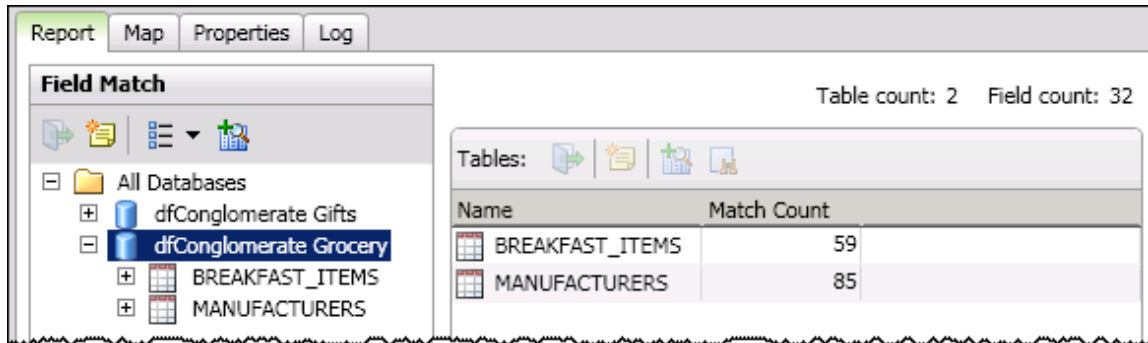 Report Map Properties Log
Field Match
Table count: 2 Field count: 32
Tables:
All Databases
dfConglomerate Gifts
dfConglomerate Grocery
BREAKFAST_ITEMS
MANUFACTURERS
Name Match Count
BREAKFAST_ITEMS 59
MANUFACTURERS 85